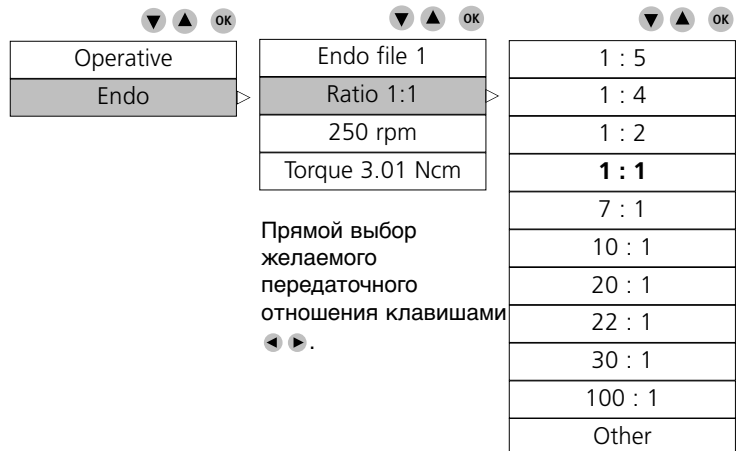 OK
Operative
Endo
OK
Endo file 1
Ratio 1:1
250 rpm
Torque 3.01 Ncm
Прямой выбор
желаемого
передаточного
отношения клавишами
.
OK
1 : 5
1 : 4
1 : 2
1 : 1
7 : 1
10 : 1
20 : 1
22 : 1
30 : 1
100 : 1
Other